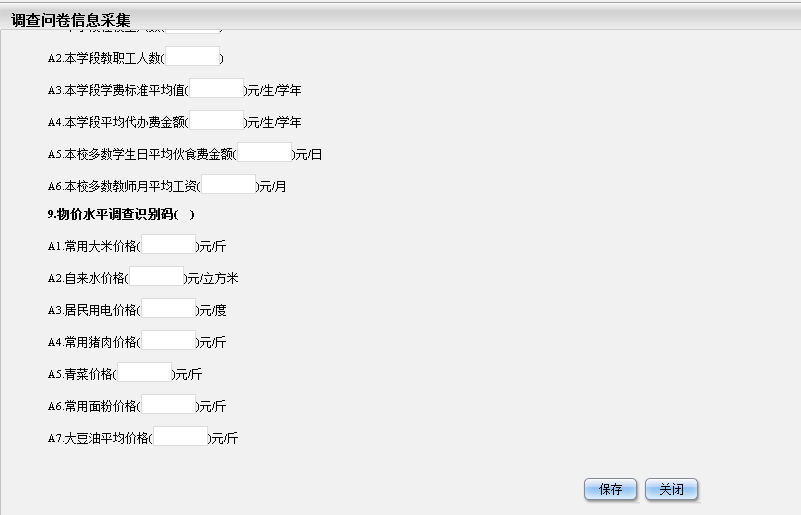 调查问卷信息采集
A2.本学段教职工人数( )
A3.本学段学费标准平均值( )元/生/学年
A4.本学段平均代办费金额( )元/生/学年
A5.本校多数学生日平均伙食费金额( )元/日
A6.本校多数教师月平均工资( )元/月
9.物价水平调查识别码( )
A1.常用大米价格( )元/斤
A2.自来水价格( )元/立方米
A3.居民用电价格( )元/度
A4.常用猪肉价格( )元/斤
A5.青菜价格( )元/斤
A6.常用面粉价格( )元/斤
A7.大豆油平均价格( )元/斤
保存 关闭